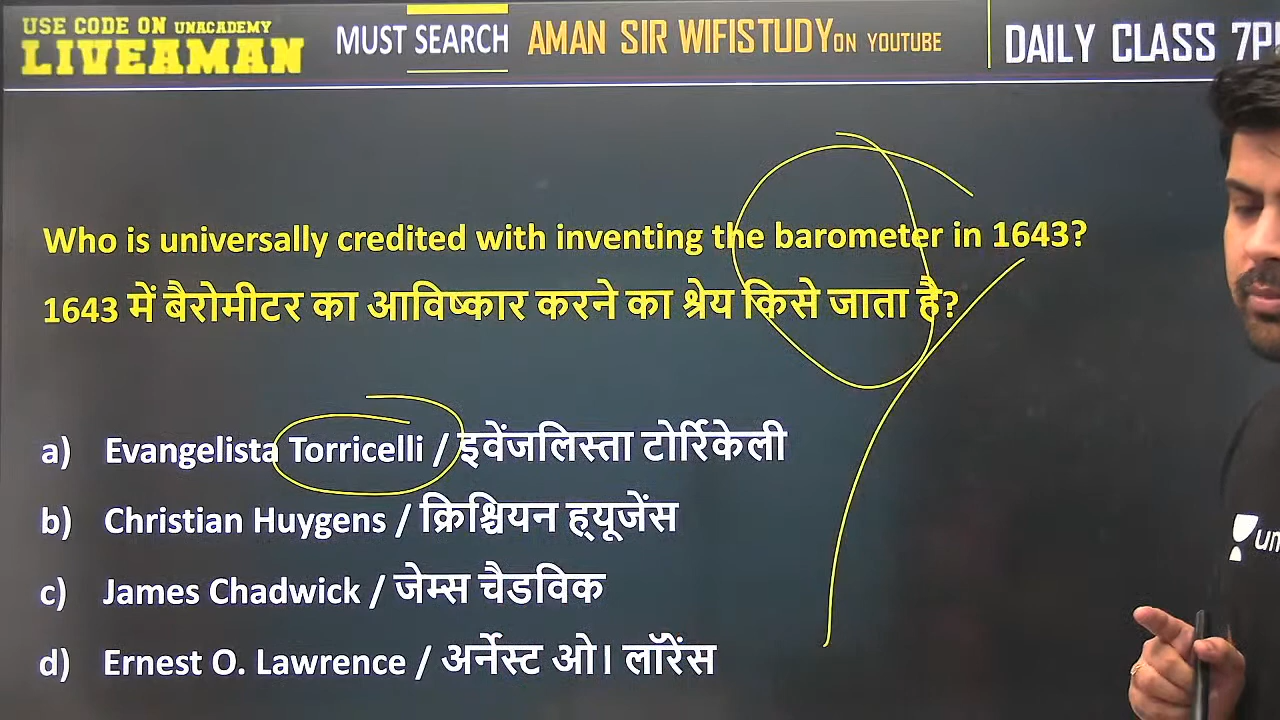 USE CODE ON UNACADEMY
LIVEAMAN
MUST SEARCH
AMAN SIR WIFISTUDY ON YOUTUBE
DAILY CLASS 7P
Who is universally credited with inventing the barometer in 1643?
1643 में बैरोमीटर का आविष्कार करने का श्रेय किसे जाता है?
a) Evangelista Torricelli / इवेंजलिस्ता टोर्रिकेली
b) Christian Huygens / क्रिश्चियन ह्यूजेंस
c) James Chadwick / जेम्स चैडविक
d) Ernest O. Lawrence / अर्नेस्ट ओ। लॉरेंस
un